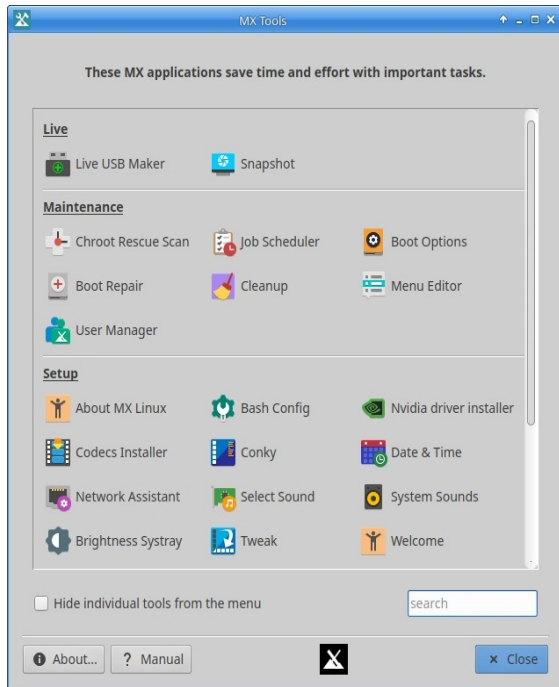 MX Tools
These MX applications save time and effort with important tasks.
Live
Live USB Maker Snapshot
Maintenance
Chroot Rescue Scan Job Scheduler Boot Options
Boot Repair Cleanup Menu Editor
User Manager
Setup
About MX Linux Bash Config Nvidia driver installer
Codecs Installer Conky Date & Time
Network Assistant Select Sound System Sounds
Brightness Systray Tweak Welcome
Hide individual tools from the menu search
About... ? Manual Close